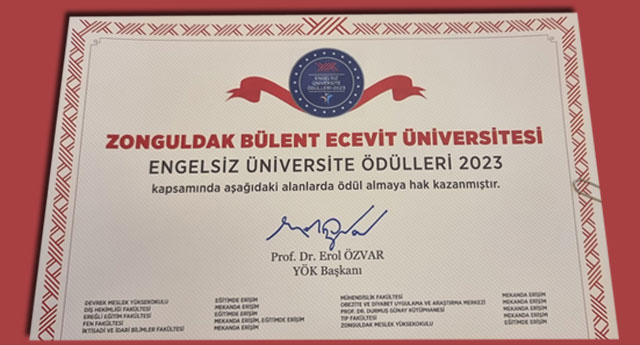 ENGELSİZ
ÜNİVERSİTE
ÖDÜLLERİ-2023
ZONGULDAK BÜLENT ECEVİT ÜNİVERSİTESİ
ENGELSİZ ÜNİVERSİTE ÖDÜLLERİ 2023
kapsamında aşağıdaki alanlarda ödül almaya hak kazanmıştır.
Prof. Dr. Erol ÖZVAR
YÖK Başkanı
DEVREK MESLEK YÜKSEKOKULU EĞİTİMDE ERİŞİM
DİŞ HEKİMLİĞİ FAKÜLTESİ MEKANDA ERİŞİM
EREĞLİ EĞİTİM FAKÜLTESİ EĞİTİMDE ERİŞİM
FEN FAKÜLTESİ MEKANDA ERİŞİM, EĞİTİMDE ERİŞİM
İKTİSADİ VE İDARİ BİLİMLER FAKÜLTESİ MEKANDA ERİŞİM
MÜHENDİSLİK FAKÜLTESİ MEKANDA ERİŞİM
OBEZİTE VE DİYABET UYGULAMA VE ARAŞTIRMA MERKEZİ MEKANDA ERİŞİM
PROF. DR. DURMUŞ GÜNAY KÜTÜPHANESİ MEKANDA ERİŞİM
TIP FAKÜLTESİ MEKANDA ERİŞİM
ZONGULDAK MESLEK YÜKSEKOKULU EĞİTİMDE ERİŞİM